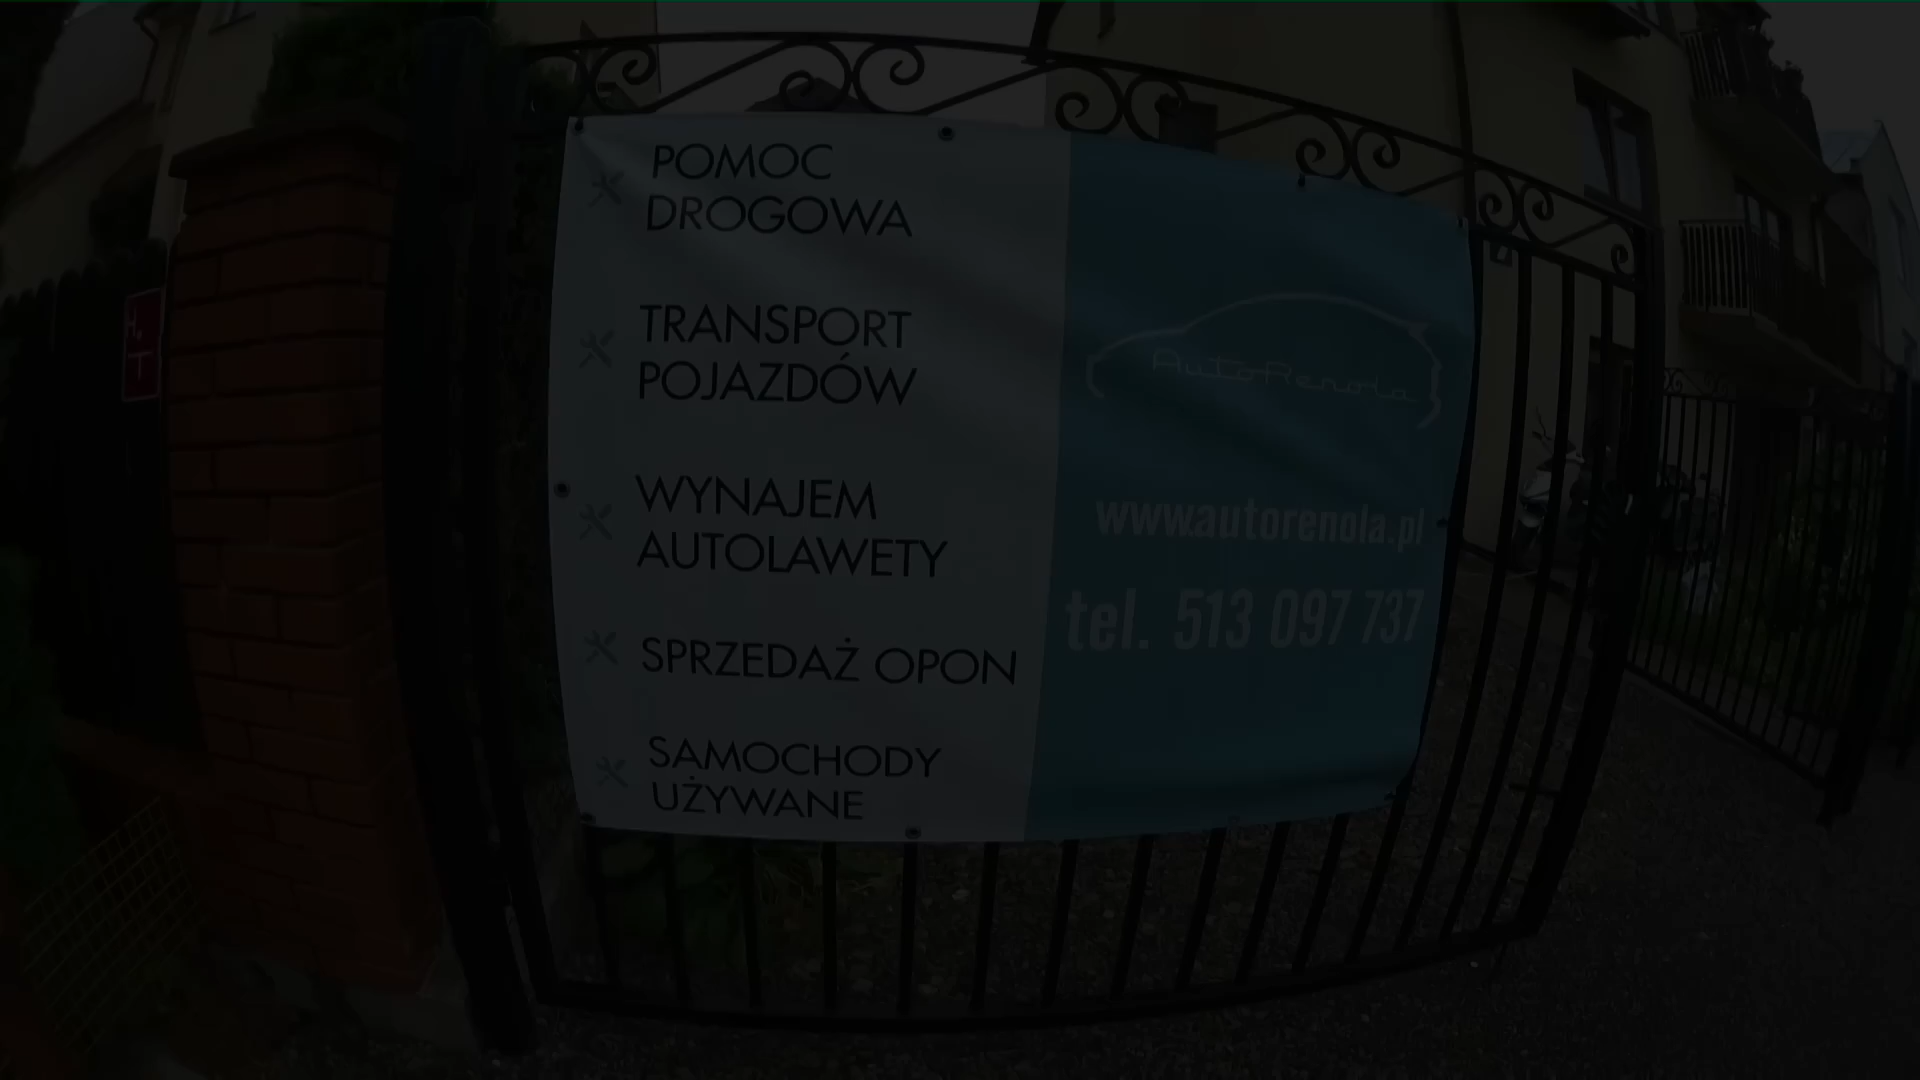 POMOC
DROGOWA
TRANSPORT
POJAZDÓW
WYNAJEM
AUTOLAWETY
SPRZEDAŻ OPON
SAMOCHODY
UŻYWANE
AutoRenola
www.autorenola.pl
tel. 513 097 737